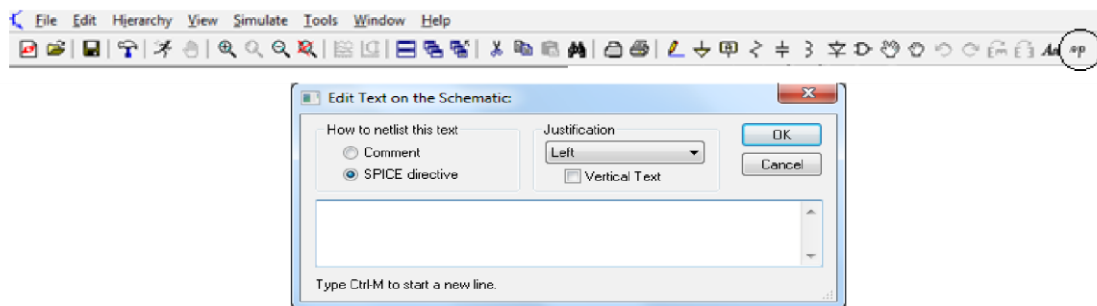 File Edit Hierarchy View Simulate Tools Window Help
Aa .op
Edit Text on the Schematic:
How to netlist this text
Justification
OK
Comment
Left
Cancel
SPICE directive
Vertical Text
Type Ctrl-M to start a new line.